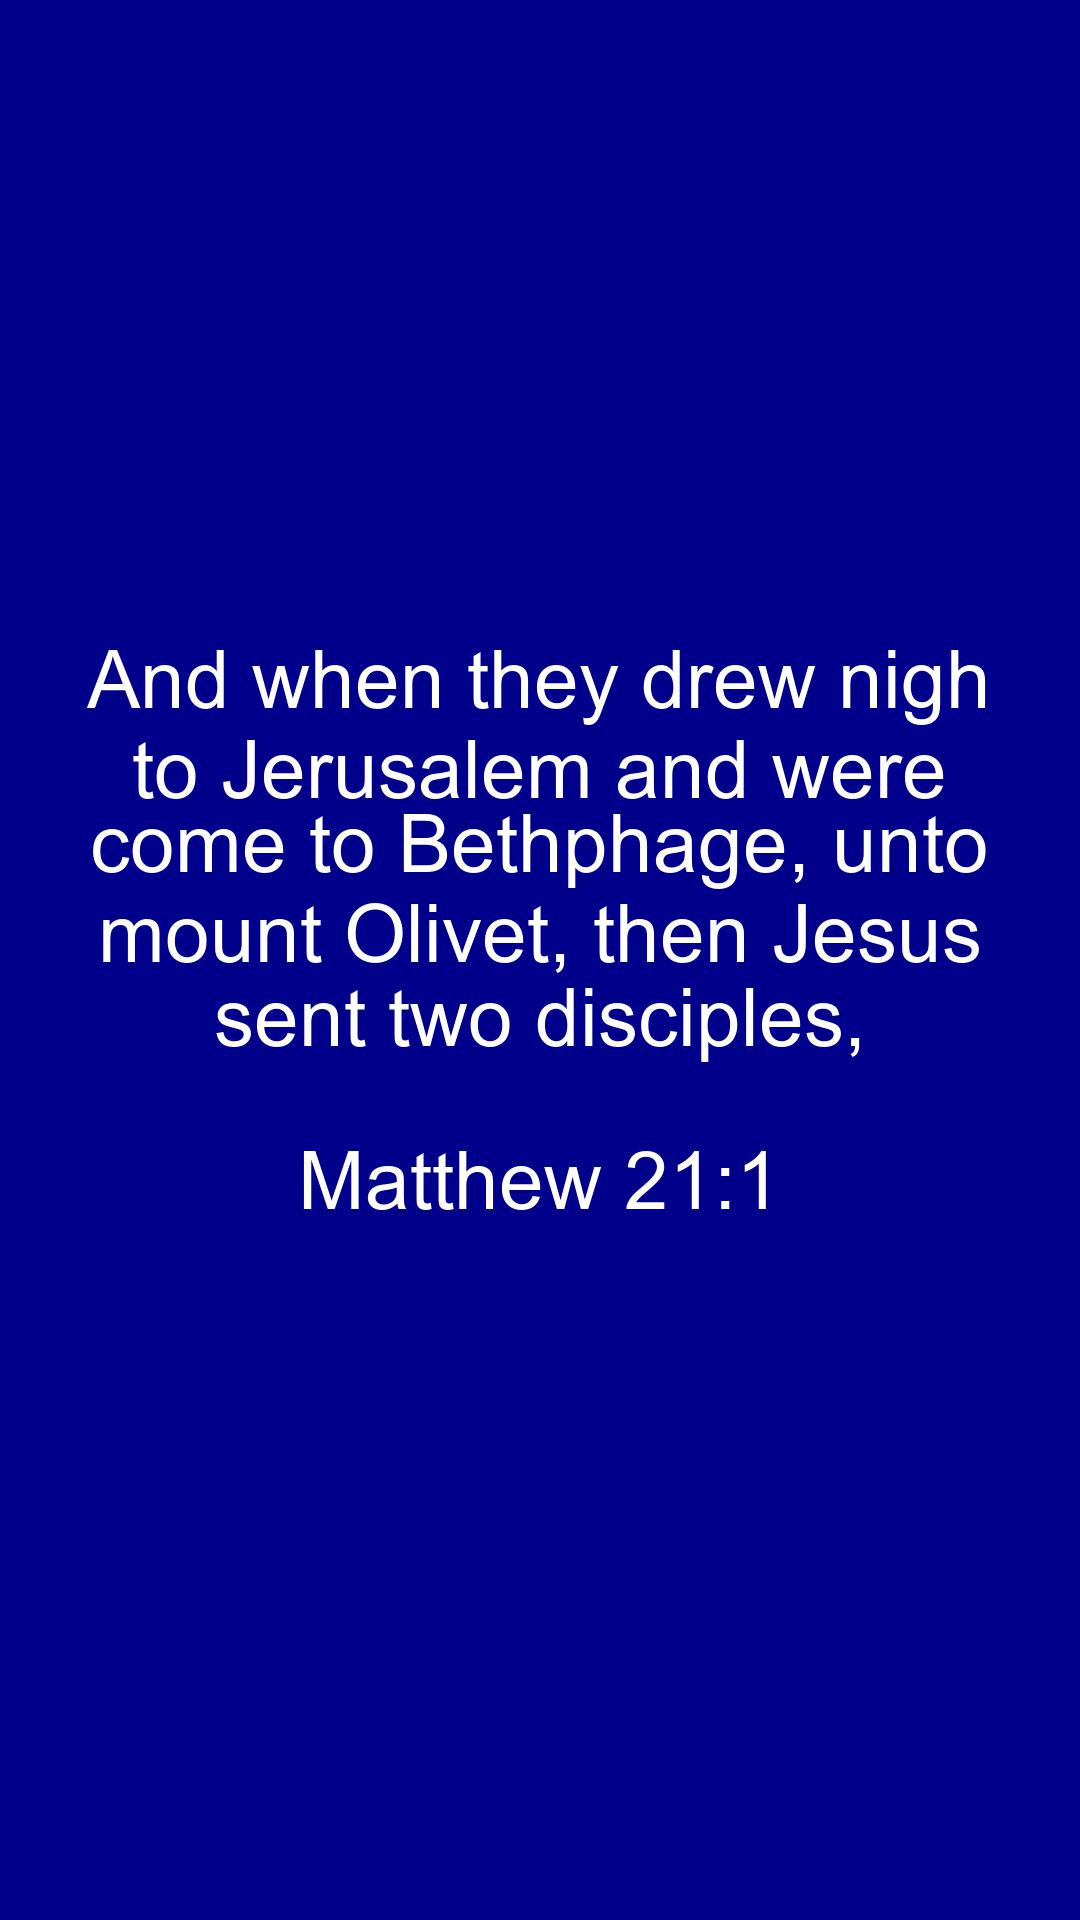 And when they drew nigh
to Jerusalem and were
come to Bethphage, unto
mount Olivet, then Jesus
sent two disciples,
Matthew 21:1